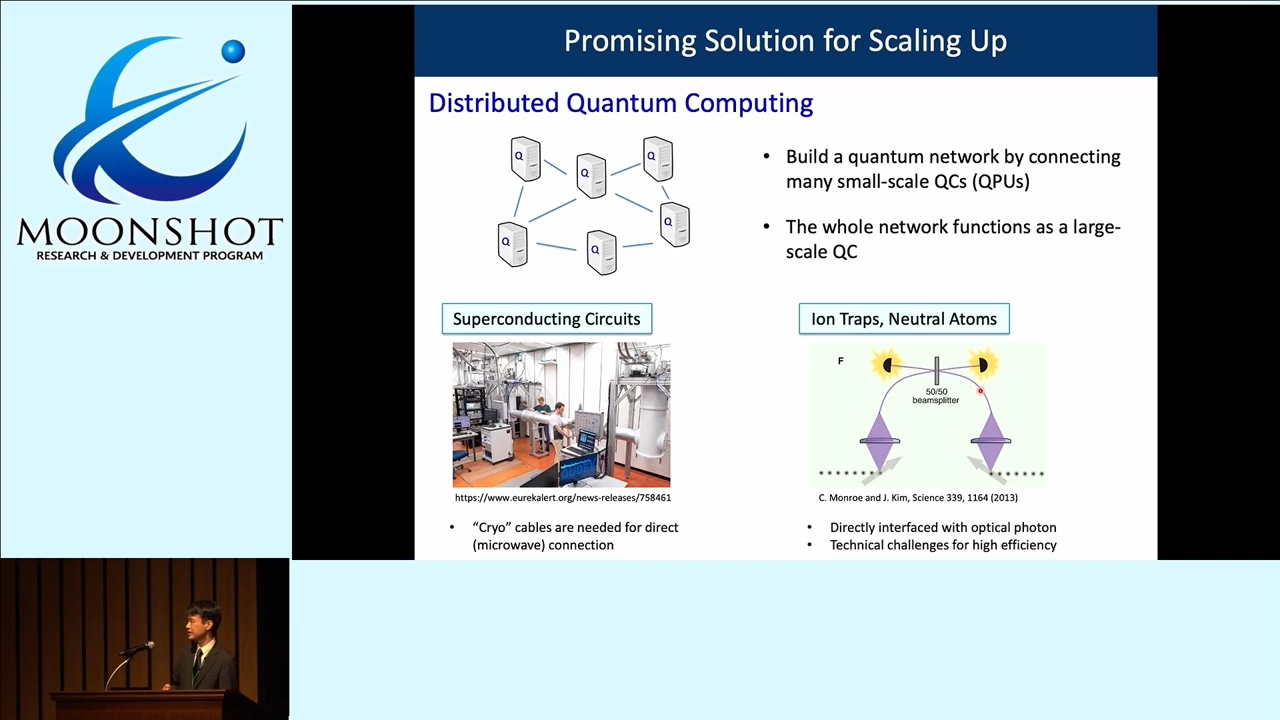 MOONSHOT
RESEARCH & DEVELOPMENT PROGRAM
Promising Solution for Scaling Up
Distributed Quantum Computing
Q
Q
Q
Q
Q
Q
• Build a quantum network by connecting
many small-scale QCs (QPUs)
• The whole network functions as a large-
scale QC
Superconducting Circuits
https://www.eurekalert.org/news-releases/758461
• “Cryo” cables are needed for direct
(microwave) connection
Ion Traps, Neutral Atoms
F
50/50
beamsplitter
C. Monroe and J. Kim, Science 339, 1164 (2013)
• Directly interfaced with optical photon
• Technical challenges for high efficiency